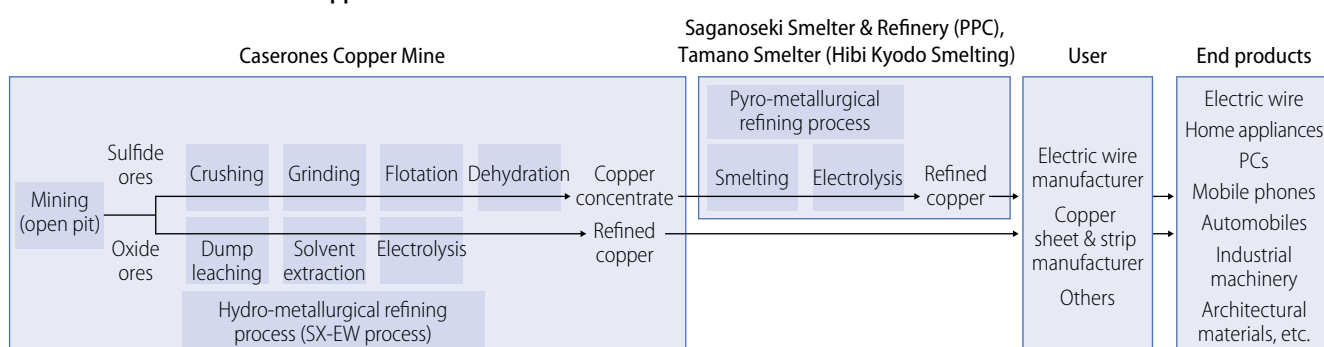 Saganoseki Smelter & Refinery (PPC),
Caserones Copper Mine
Tamano Smelter (Hibi Kyodo Smelting)
User
End products
Mining
(open pit)
Sulfide
ores
Crushing
Grinding
Flotation
Dehydration
Copper
concentrate
Oxide
ores
Dump
leaching
Solvent
extraction
Electrolysis
Refined
copper
Hydro-metallurgical refining
process (SX-EW process)
Pyro-metallurgical
refining process
Smelting
Electrolysis
Refined
copper
Electric wire
manufacturer
Copper
sheet & strip
manufacturer
Others
Electric wire
Home appliances
PCs
Mobile phones
Automobiles
Industrial
machinery
Architectural
materials, etc.